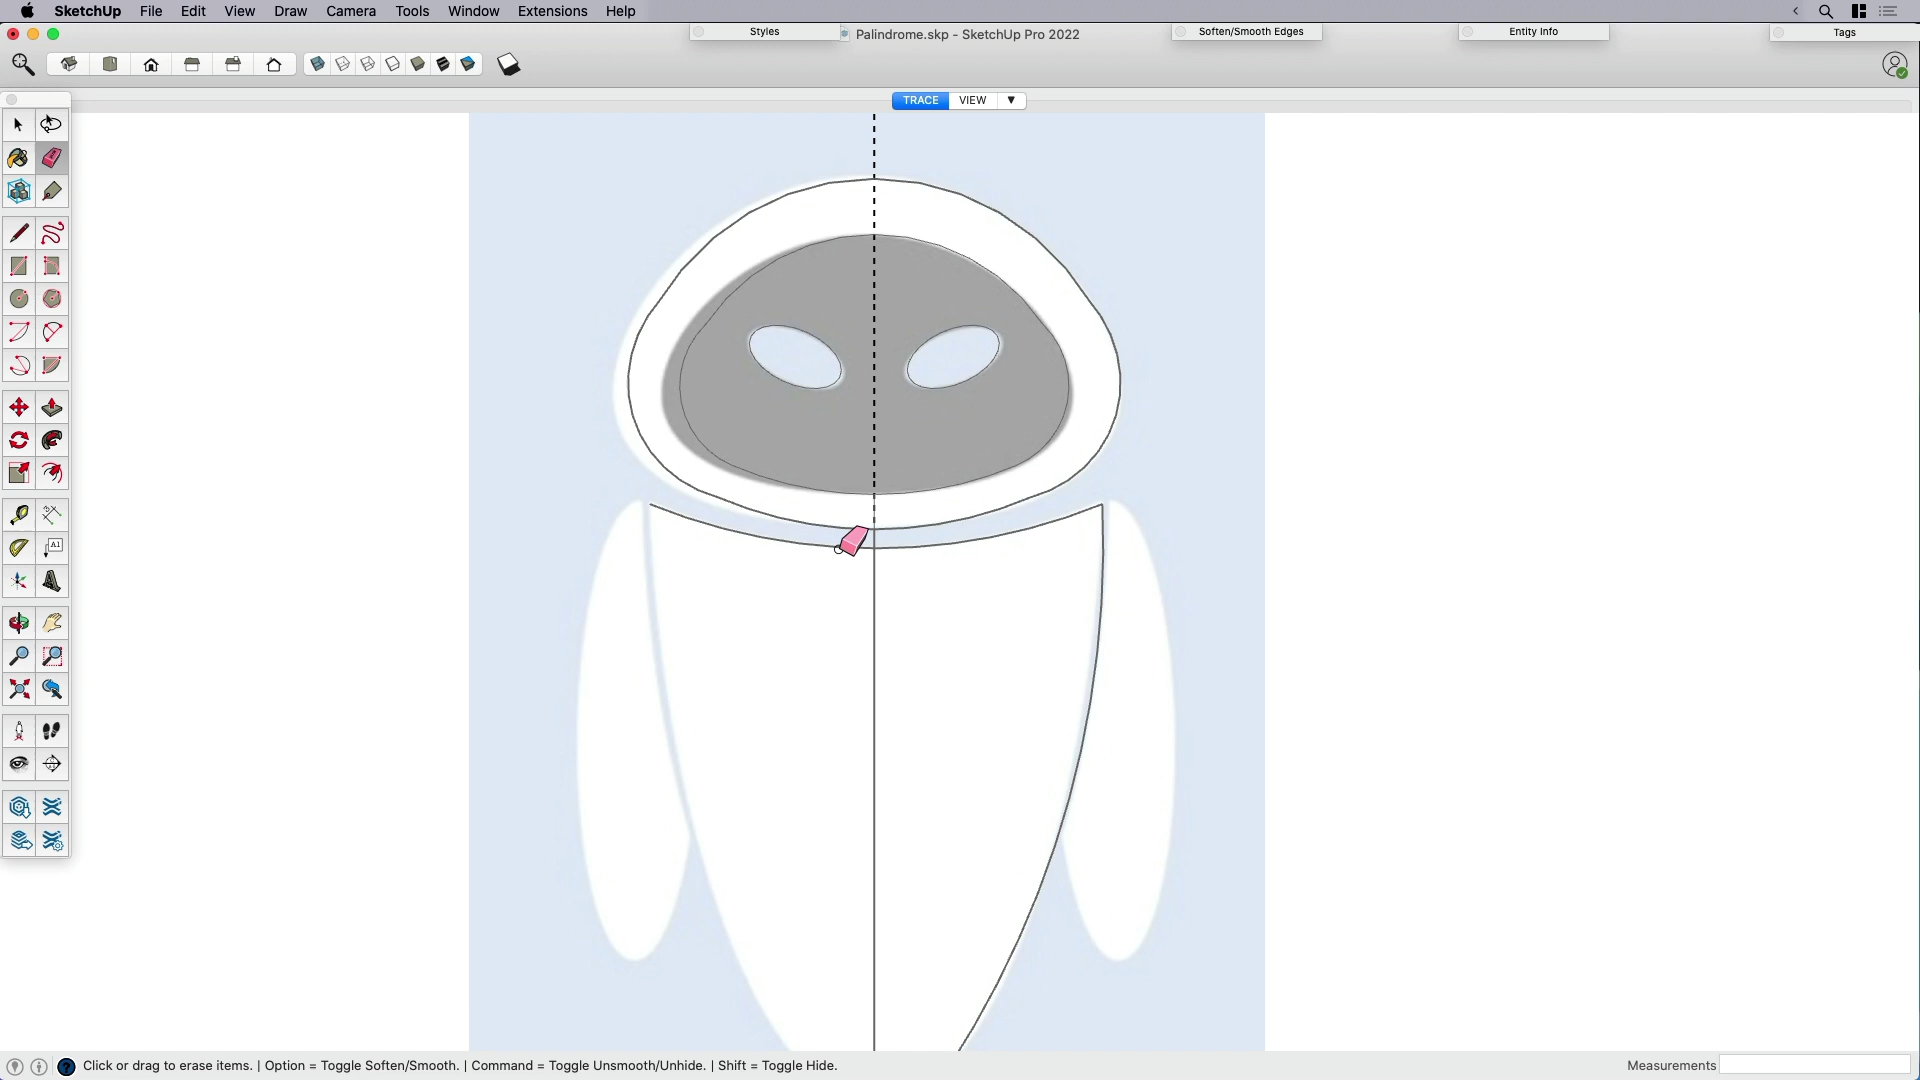 SketchUp File Edit View Draw Camera Tools Window Extensions Help
Styles
Palindrome.skp - SketchUp Pro 2022
Soften/Smooth Edges
Entity Info
Tags
TRACE VIEW ▼
A1
Click or drag to erase items. | Option = Toggle Soften/Smooth. | Command = Toggle Unsmooth/Unhide. | Shift = Toggle Hide.
Measurements